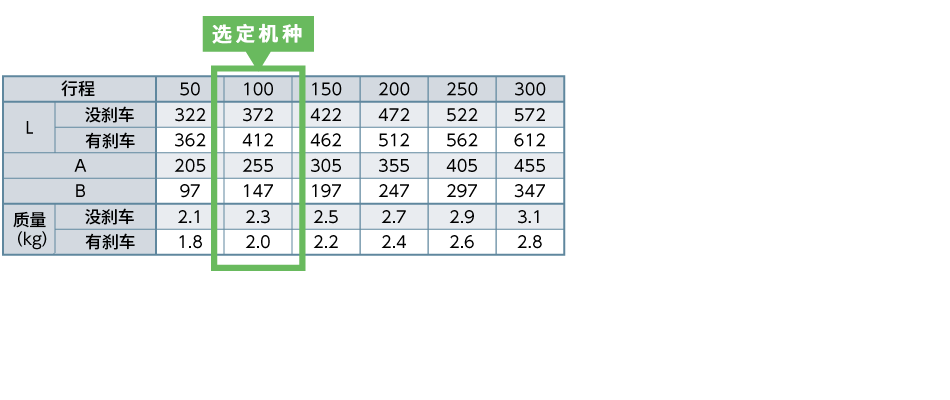 选定机种
行程 50 100 150 200 250 300
L 没刹车 322 372 422 472 522 572
有刹车 362 412 462 512 562 612
A 205 255 305 355 405 455
B 97 147 197 247 297 347
质量 (kg) 没刹车 2.1 2.3 2.5 2.7 2.9 3.1
有刹车 1.8 2.0 2.2 2.4 2.6 2.8